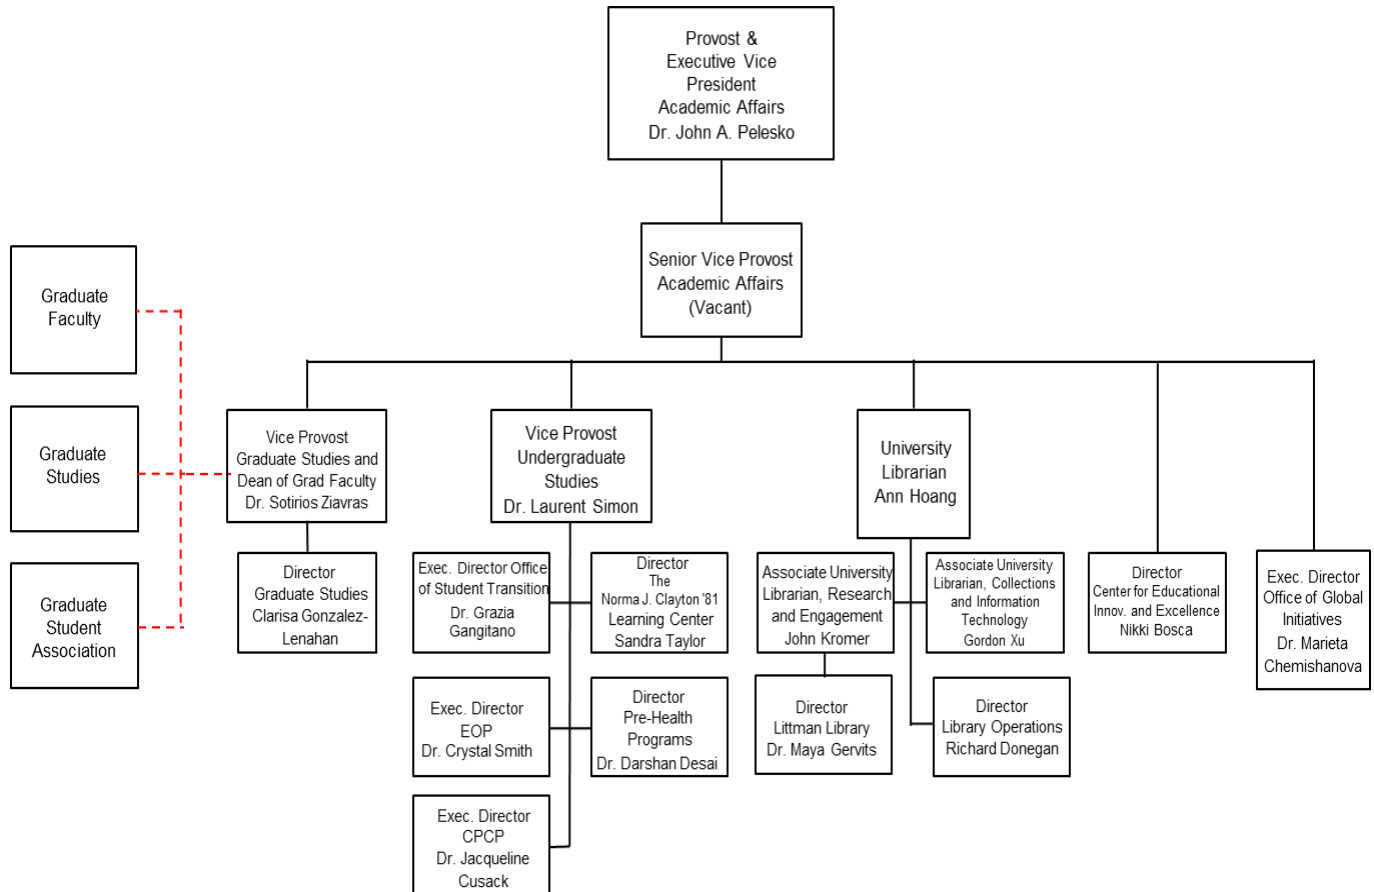 Provost &
Executive Vice
President
Academic Affairs
Dr. John A. Pelesko
Senior Vice Provost
Academic Affairs
(Vacant)
Graduate
Faculty
Graduate
Studies
Graduate
Student
Association
Vice Provost
Graduate Studies and
Dean of Grad Faculty
Dr. Sotirios Ziavras
Vice Provost
Undergraduate
Studies
Dr. Laurent Simon
University
Librarian
Ann Hoang
Director
Graduate Studies
Clarisa Gonzalez-
Lenahan
Exec. Director Office
of Student Transition
Dr. Grazia
Gangitano
Director
The
Norma J. Clayton '81
Learning Center
Sandra Taylor
Associate University
Librarian, Research
and Engagement
John Kromer
Associate University
Librarian, Collections
and Information
Technology
Gordon Xu
Director
Center for Educational
Innov. and Excellence
Nikki Bosca
Exec. Director
Office of Global
Initiatives
Dr. Marieta
Chemishanova
Exec. Director
EOP
Dr. Crystal Smith
Director
Pre-Health
Programs
Dr. Darshan Desai
Director
Littman Library
Dr. Maya Gervits
Director
Library Operations
Richard Donegan
Exec. Director
CPCP
Dr. Jacqueline
Cusack